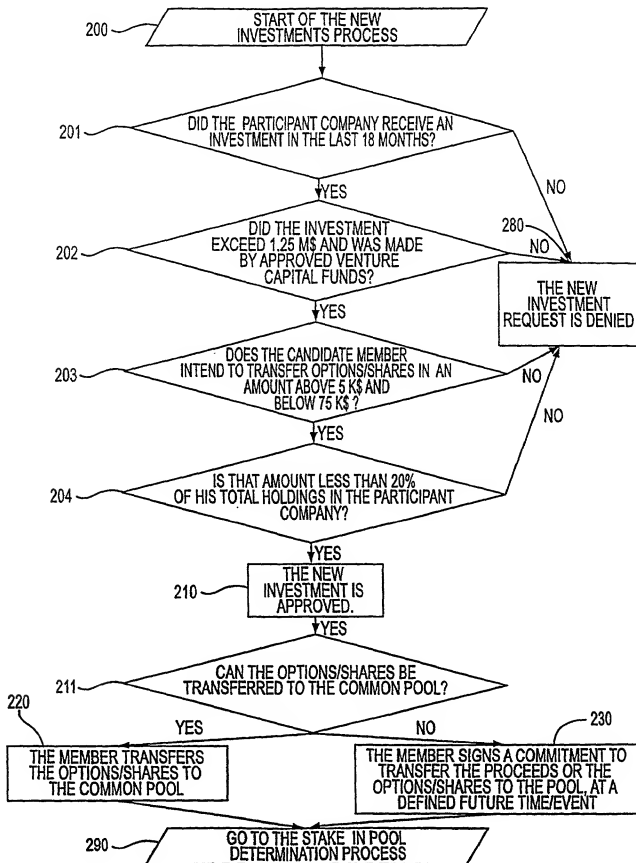 200
START OF THE NEW
INVESTMENTS PROCESS
201
DID THE PARTICIPANT COMPANY RECEIVE AN
INVESTMENT IN THE LAST 18 MONTHS?
NO
YES
280
202
DID THE INVESTMENT
EXCEED 1.25 M$ AND WAS MADE
BY APPROVED VENTURE
CAPITAL FUNDS?
NO
YES
THE NEW
INVESTMENT
REQUEST IS DENIED
203
DOES THE CANDIDATE MEMBER
INTEND TO TRANSFER OPTIONS/SHARES IN AN
AMOUNT ABOVE 5 K$ AND
BELOW 75 K$ ?
NO
NO
YES
204
IS THAT AMOUNT LESS THAN 20%
OF HIS TOTAL HOLDINGS IN THE PARTICIPANT
COMPANY?
YES
210
THE NEW
INVESTMENT IS
APPROVED.
YES
211
CAN THE OPTIONS/SHARES BE
TRANSFERRED TO THE COMMON POOL?
220
YES
NO
230
THE MEMBER TRANSFERS
THE OPTIONS/SHARES TO
THE COMMON POOL
THE MEMBER SIGNS A COMMITMENT TO
TRANSFER THE PROCEEDS OR THE
OPTIONS/SHARES TO THE POOL, AT A
DEFINED FUTURE TIME/EVENT
290
GO TO THE STAKE IN POOL
DETERMINATION PROCESS